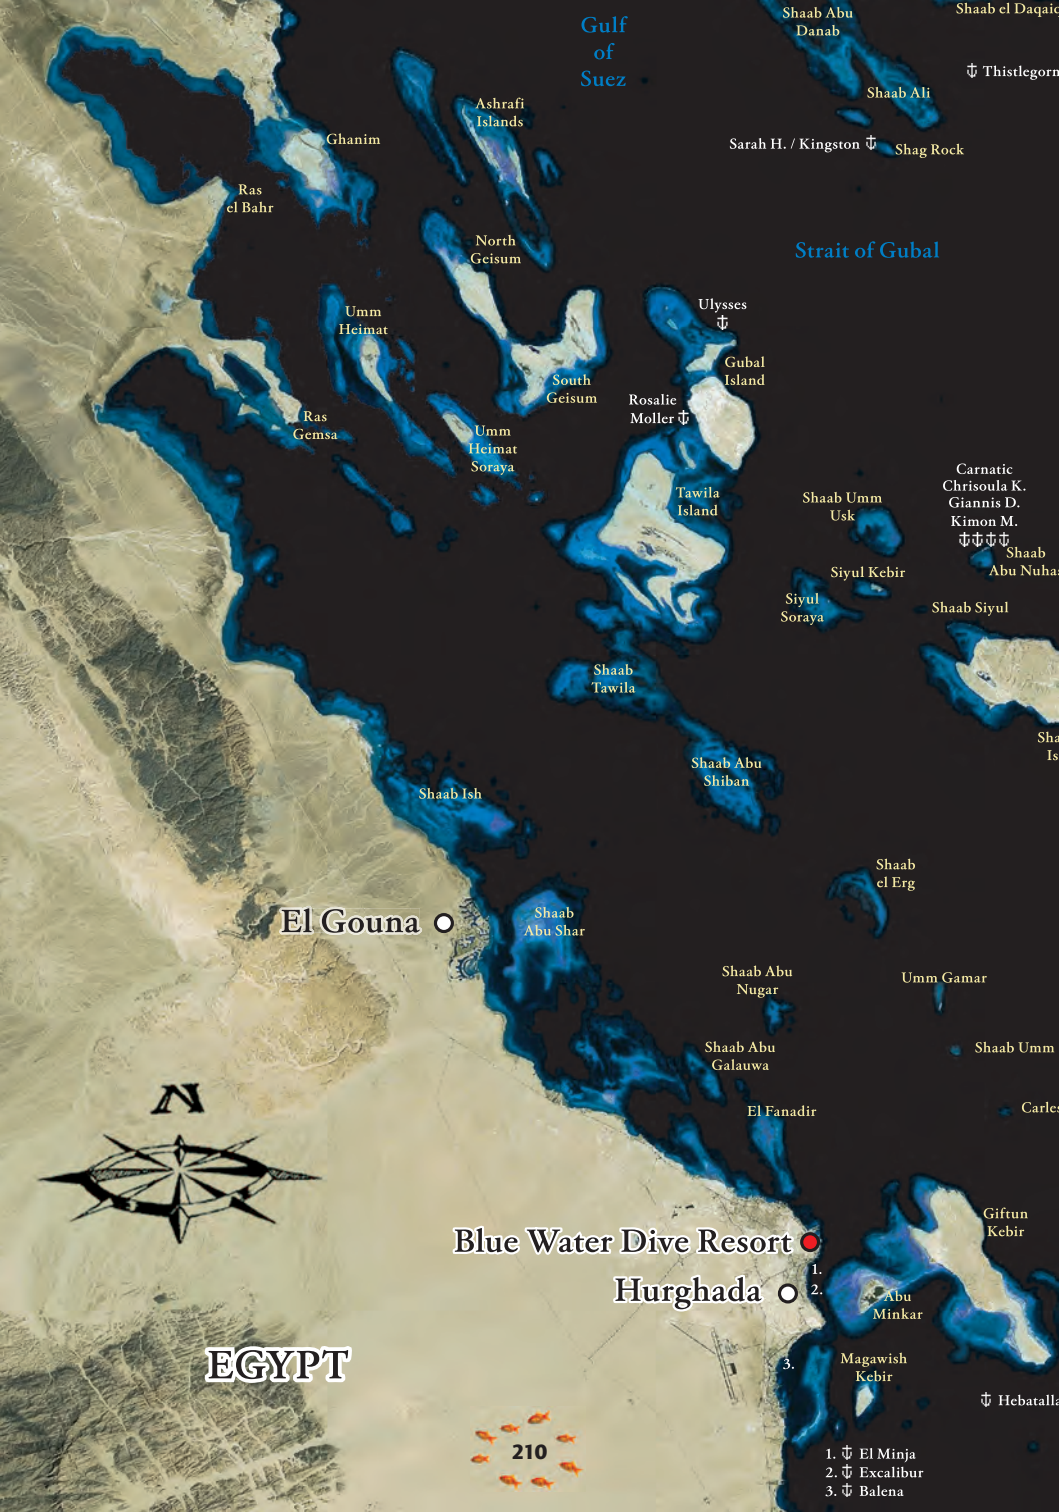 Gulf
of
Suez
Shaab Abu
Danab
Shaab el Daqaiq
Thistlegorm
Shaab Ali
Ashrafi
Islands
Ghanim
Sarah H. / Kingston
Shag Rock
Ras
el Bahr
North
Geisum
Strait of Gubal
Umm
Heimat
Ulysses
Gubal
Island
South
Geisum
Rosalie
Moller
Ras
Gemsa
Umm
Heimat
Soraya
Tawila
Island
Shaab Umm
Usk
Carnatic
Chrisoula K.
Giannis D.
Kimon M.
Shaab
Abu Nuha
Siyul Kebir
Siyul
Soraya
Shaab Siyul
Shaab
Tawila
Sha
Is
Shaab Abu
Shiban
Shaab Ish
Shaab
el Erg
El Gouna
Shaab
Abu Shar
Shaab Abu
Nugar
Umm Gamar
Shaab Abu
Galauwa
Shaab Umm
N
El Fanadir
Carles
Giftun
Kebir
Blue Water Dive Resort
1.
Hurghada
2.
Abu
Minkar
EGYPT
3.
Magawish
Kebir
Hebatalla
210
1. El Minja
2. Excalibur
3. Balena